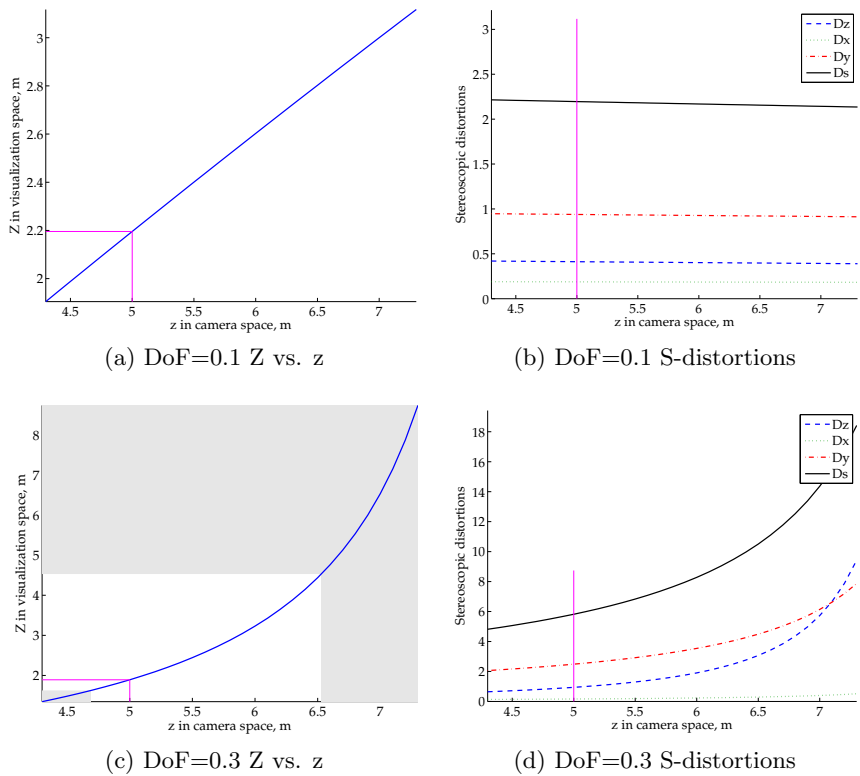 Z in visualization space, m
3
2.8
2.6
2.4
2.2
2
4.5 5 5.5 6 6.5 7
z in camera space, m
(a) DoF=0.1 Z vs. z
Stereoscopic distortions
3
2.5
2
1.5
1
0.5
0
4.5 5 5.5 6 6.5 7
z in camera space, m
Dz
Dx
Dy
Ds
(b) DoF=0.1 S-distortions
Z in visualization space, m
8
7
6
5
4
3
2
4.5 5 5.5 6 6.5 7
z in camera space, m
(c) DoF=0.3 Z vs. z
Stereoscopic distortions
18
16
14
12
10
8
6
4
2
0
4.5 5 5.5 6 6.5 7
z in camera space, m
Dz
Dx
Dy
Ds
(d) DoF=0.3 S-distortions